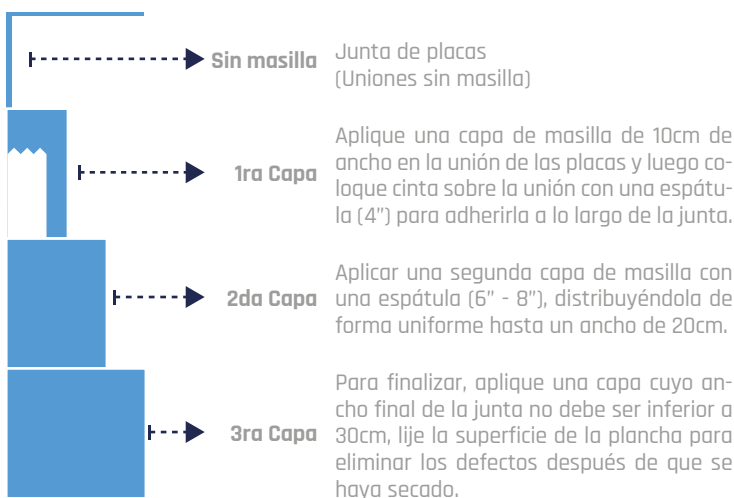 Sin masilla
Junta de placas
(Uniones sin masilla)
1ra Capa
Aplique una capa de masilla de 10cm de
ancho en la unión de las placas y luego co-
loque cinta sobre la unión con una espátu-
la (4") para adherirla a lo largo de la junta.
2da Capa
Aplicar una segunda capa de masilla con
una espátula (6" - 8"), distribuyéndola de
forma uniforme hasta un ancho de 20cm.
3ra Capa
Para finalizar, aplique una capa cuyo an-
cho final de la junta no debe ser inferior a
30cm, lije la superficie de la plancha para
eliminar los defectos después de que se
haya secado.